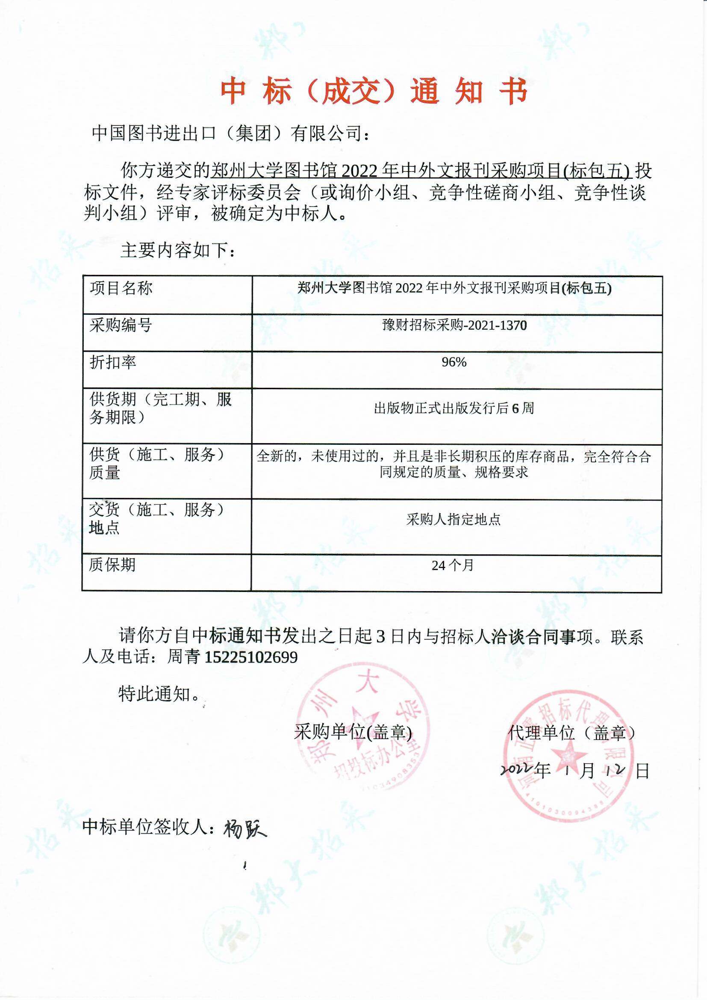 中标（成交）通知书
中国图书进出口（集团）有限公司：
你方递交的郑州大学图书馆 2022 年中外文报刊采购项目(标包五) 投
标文件，经专家评标委员会（或询价小组、竞争性磋商小组、竞争性谈
判小组）评审，被确定为中标人。
主要内容如下：
项目名称
郑州大学图书馆 2022 年中外文报刊采购项目(标包五)
采购编号
豫财招标采购-2021-1370
折扣率
96%
供货期（完工期、服
务期限）
出版物正式出版发行后 6 周
供货（施工、服务）
质量
全新的，未使用过的，并且是非长期积压的库存商品，完全符合合
同规定的质量、规格要求
交货（施工、服务）
地点
采购人指定地点
质保期
24 个月
请你方自中标通知书发出之日起 3 日内与招标人洽谈合同事项。联系
人及电话：周青 15225102699
特此通知。
采购单位(盖章)
代理单位（盖章）
郑州大学
招投标办公室
2022年 1 月 12 日
中标单位签收人：杨跃
郑大招采